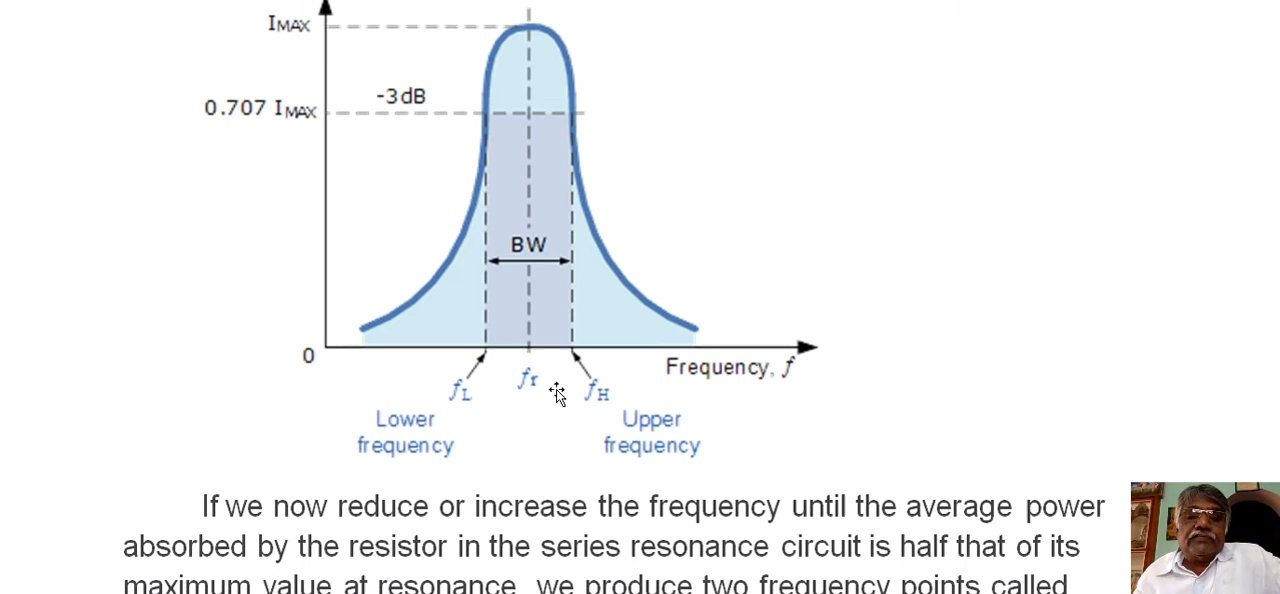 IMAX
-3dB
0.707 IMAX
BW
0
Frequency, f
fL
fr
fH
Lower
frequency
Upper
frequency
If we now reduce or increase the frequency until the average power
absorbed by the resistor in the series resonance circuit is half that of its
maximum value at resonance, we produce two frequency points called